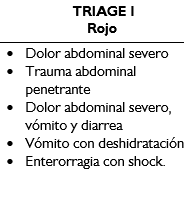 TRIAGE I
Rojo
• Dolor abdominal severo
• Trauma abdominal
penetrante
• Dolor abdominal severo,
vómito y diarrea
• Vómito con deshidratación
• Enterorragia con shock.